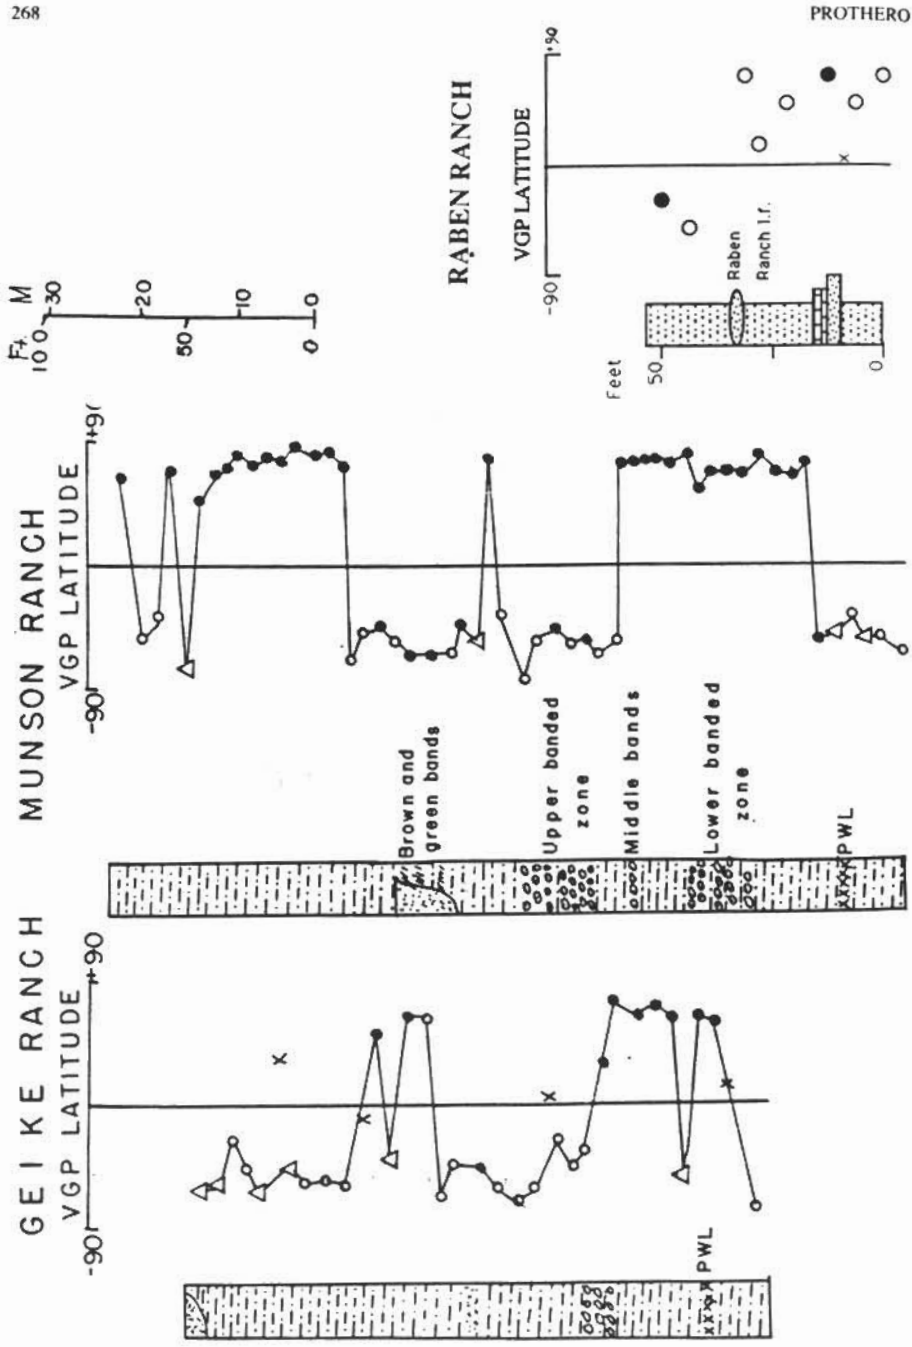 268
PROTHERO
RABEN RANCH
VGP LATITUDE
+90
-90
Raben
Ranch l.f.
Feet
50
0
Ft. M
100 30
20
50
10
0 0
MUNSON RANCH
VGP LATITUDE
-90
Brown and
green bands
Upper banded
zone
Middle bands
Lower banded
zone
xxxx PWL
GEIKE RANCH
VGP LATITUDE
+90
-90
xxxx PWL